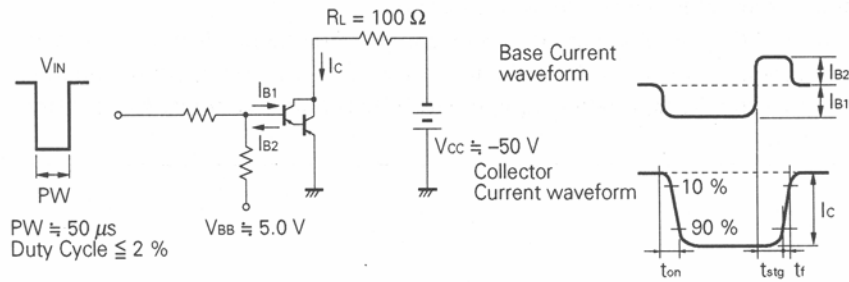 RL = 100 Ω
VIN
IC
IB1
IB2
PW
VCC ≒ –50 V
VBB ≒ 5.0 V
PW ≒ 50 μs
Duty Cycle ≦ 2 %
Base Current
waveform
IB2
IB1
Collector
Current waveform
10 %
90 %
IC
ton
tstg
tf